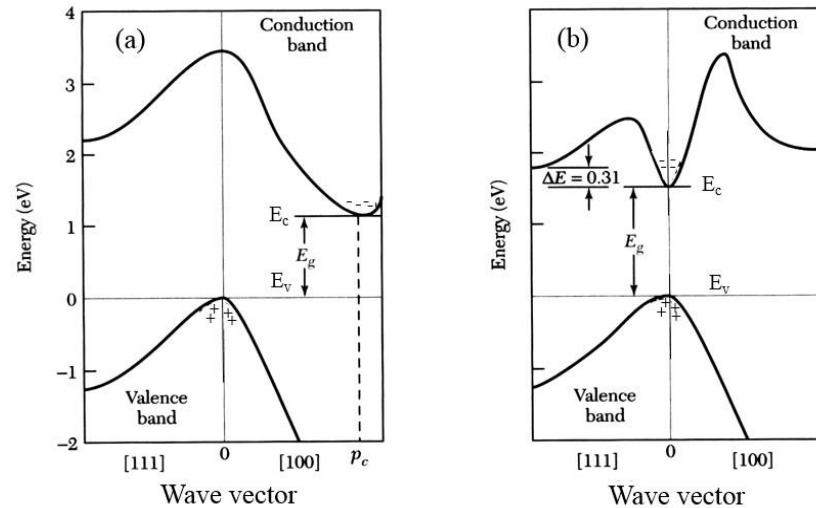 (a)
Conduction
band
4
3
2
1
0
−1
−2
Energy (eV)
E_c
E_g
E_v
Valence
band
[111]
0
[100]
p_c
Wave vector
(b)
Conduction
band
ΔE = 0.31
E_c
E_g
E_v
Energy (eV)
Valence
band
[111]
0
[100]
Wave vector